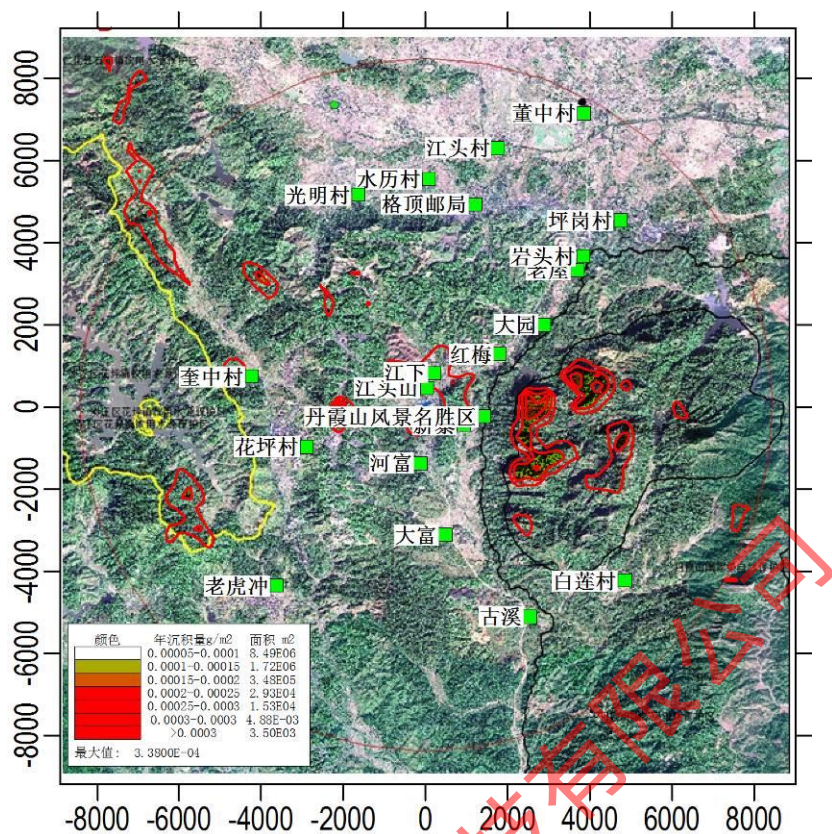 8000
6000
4000
2000
0
-2000
-4000
-6000
-8000
董中村
江头村
水历村
光明村
格顶邮局
坪岗村
岩头村
老屋
大园
红梅
江下
奎中村
江头山
丹霞山风景名胜区
花坪村
河富
大富
老虎冲
白莲村
古溪
颜色 年沉积量g/m2 面积 m2
0.00005-0.0001 8.49E06
0.0001-0.00015 1.72E06
0.00015-0.0002 3.48E05
0.0002-0.00025 2.93E04
0.00025-0.0003 1.53E04
0.0003-0.0003 4.88E-03
>0.0003 3.50E03
最大值: 3.3800E-04
技有限公司
-8000 -6000 -4000 -2000 0 2000 4000 6000 8000